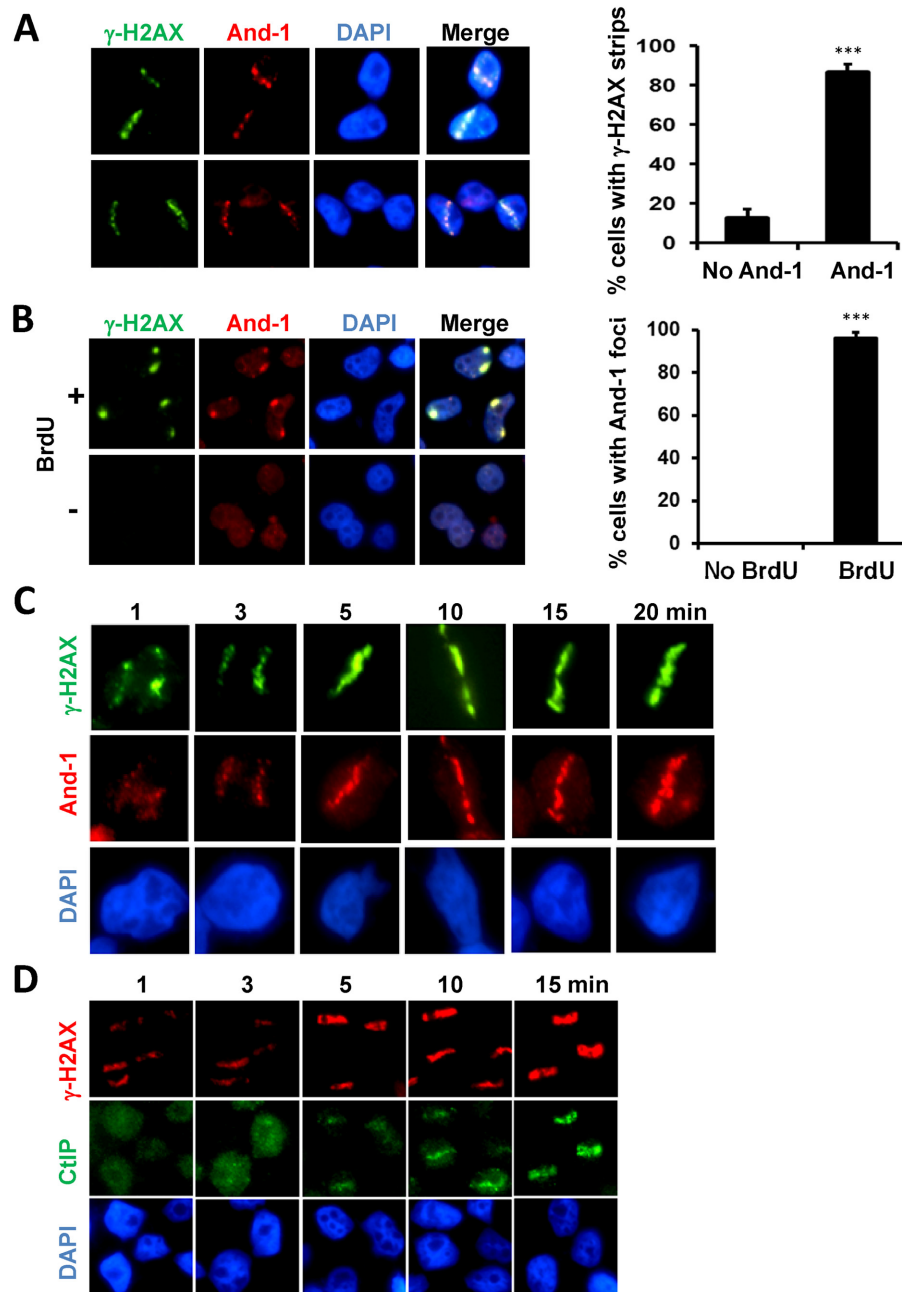 A
γ-H2AX And-1 DAPI Merge
% cells with γ-H2AX strips
100
80
60
40
20
0
***
No And-1 And-1
B
γ-H2AX And-1 DAPI Merge
BrdU
+
-
% cells with And-1 foci
100
80
60
40
20
0
***
No BrdU BrdU
C
1 3 5 10 15 20 min
γ-H2AX
And-1
DAPI
D
1 3 5 10 15 min
γ-H2AX
CtIP
DAPI